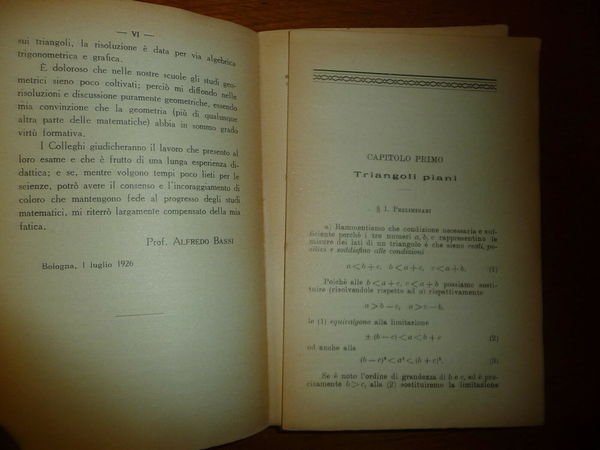 — VI —
sui triangoli, la risoluzione è data per via algebrica
trigonometrica e grafica.
È doloroso che nelle nostre scuole gli studi geo-
metrici sieno poco coltivati; perciò mi diffondo nelle
risoluzioni e discussione puramente geometriche, essendo
mia convinzione che la geometria (più di qualunque
altra parte delle matematiche) abbia in sommo grado
virtù formativa.
I Colleghi giudicheranno il lavoro che presento al
loro esame e che è frutto di una lunga esperienza di-
dattica; e se, mentre volgono tempi poco lieti per le
scienze, potrò avere il consenso e l'incoraggiamento di
coloro che mantengono fede al progresso degli studi
matematici, mi riterrò largamente compensato della mia
fatica.
Prof. ALFREDO BASSI
Bologna, 1 luglio 1926
CAPITOLO PRIMO
Triangoli piani
§ 1. PRELIMINARI
a) Rammentiamo che condizione necessaria e suf-
ficiente perchè i tre numeri a, b, c rappresentino le
misure dei lati di un triangolo è che sieno reali, po-
sitivi e soddisfino alle condizioni
a < b + c, b < a + c, c < a + b. (1)
Poichè alle b < a + c, c < a + b possiamo sosti-
tuire (risolvendole rispetto ad a) rispettivamente
a > b — c, a > c — b,
le (1) equivalgono alla limitazione
± (b — c) < a < b + c (2)
od anche alla
(b — c)² < a² < (b + c)². (3)
Se è noto l'ordine di grandezza di b e c, ad è pre-
cisamente b > c, alla (2) sostituiremo la limitazione